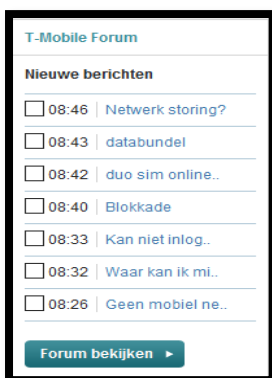 T-Mobile Forum
Nieuwe berichten
08:46 | Netwerk storing?
08:43 | databundel
08:42 | duo sim online..
08:40 | Blokkade
08:33 | Kan niet inlog..
08:32 | Waar kan ik mi..
08:26 | Geen mobiel ne..
Forum bekijken ▸